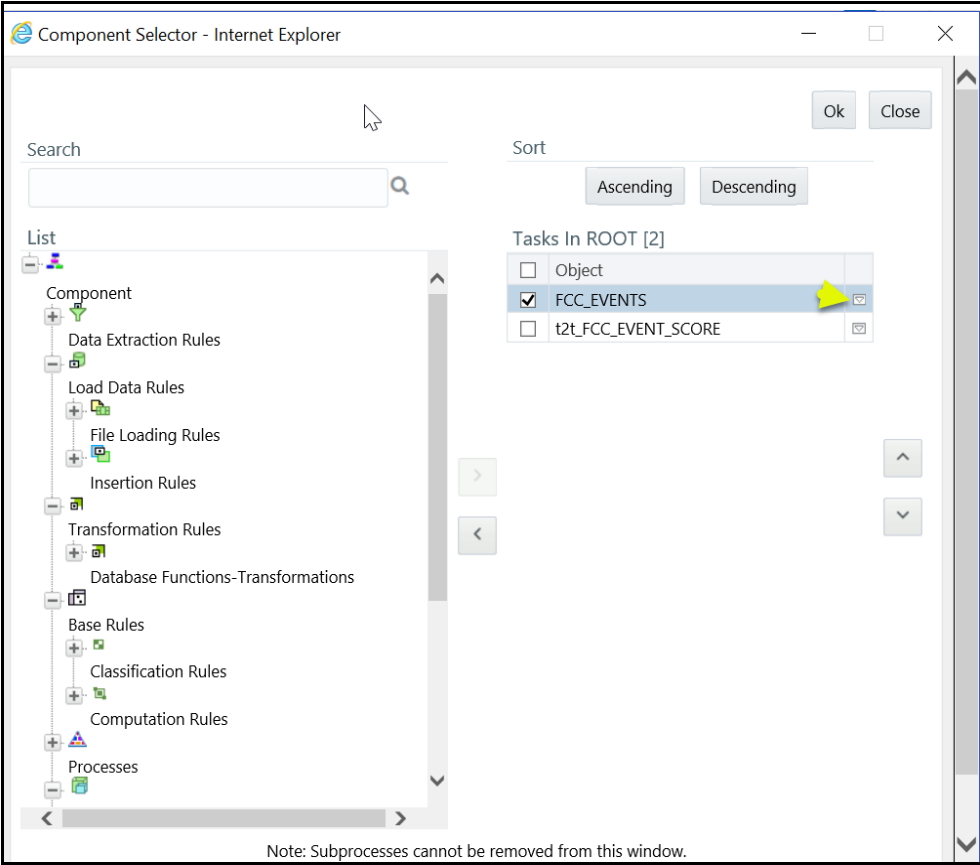 Component Selector - Internet Explorer
Ok
Close
Search
Sort
Ascending
Descending
List
Tasks In ROOT [2]
Object
FCC_EVENTS
t2t_FCC_EVENT_SCORE
Component
Data Extraction Rules
Load Data Rules
File Loading Rules
Insertion Rules
Transformation Rules
Database Functions-Transformations
Base Rules
Classification Rules
Computation Rules
Processes
Note: Subprocesses cannot be removed from this window.